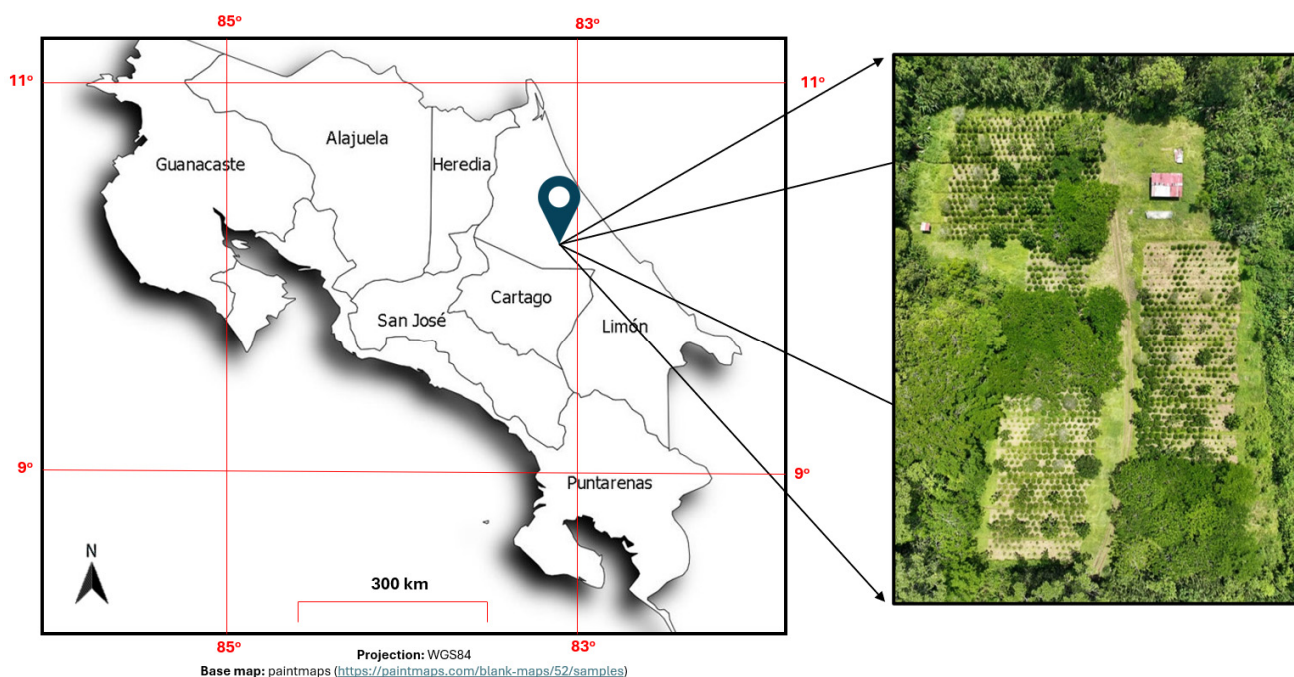 85º
83º
11º
11º
Alajuela
Guanacaste
Heredia
Cartago
San José
Limón
9º
9º
Puntarenas
N
300 km
85º
83º
Projection: WGS84
Base map: paintmaps (https://paintmaps.com/blank-maps/52/samples)